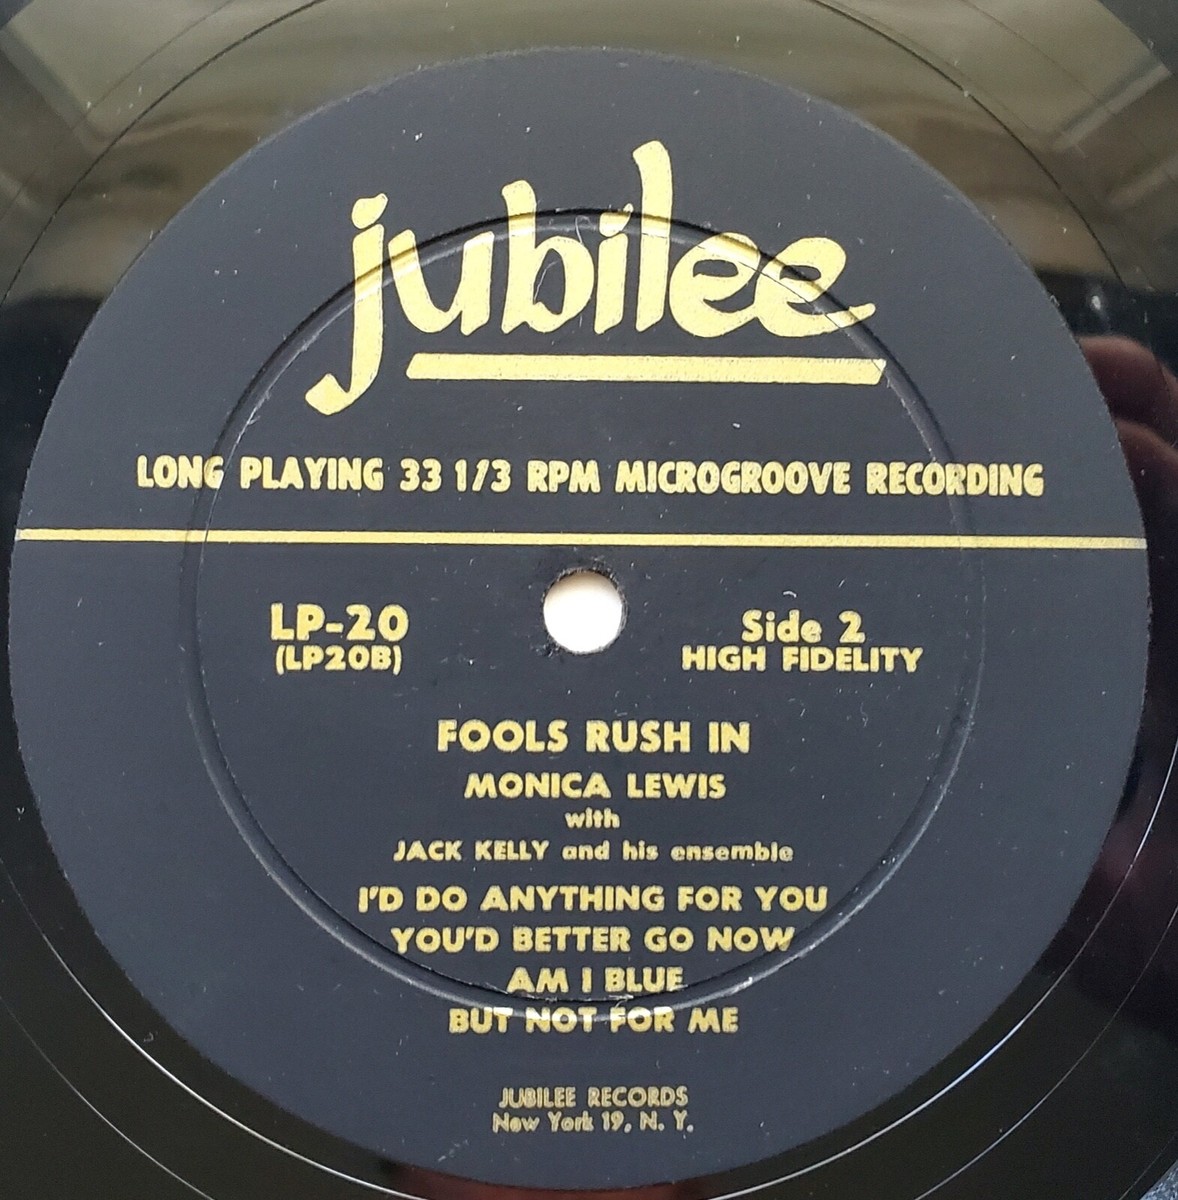 jubilee
LONG PLAYING 33 1/3 RPM MICROGROOVE RECORDING
LP-20
(LP20B)
Side 2
HIGH FIDELITY
FOOLS RUSH IN
MONICA LEWIS
with
JACK KELLY and his ensemble
I'D DO ANYTHING FOR YOU
YOU'D BETTER GO NOW
AM I BLUE
BUT NOT FOR ME
JUBILEE RECORDS
New York 19, N. Y.